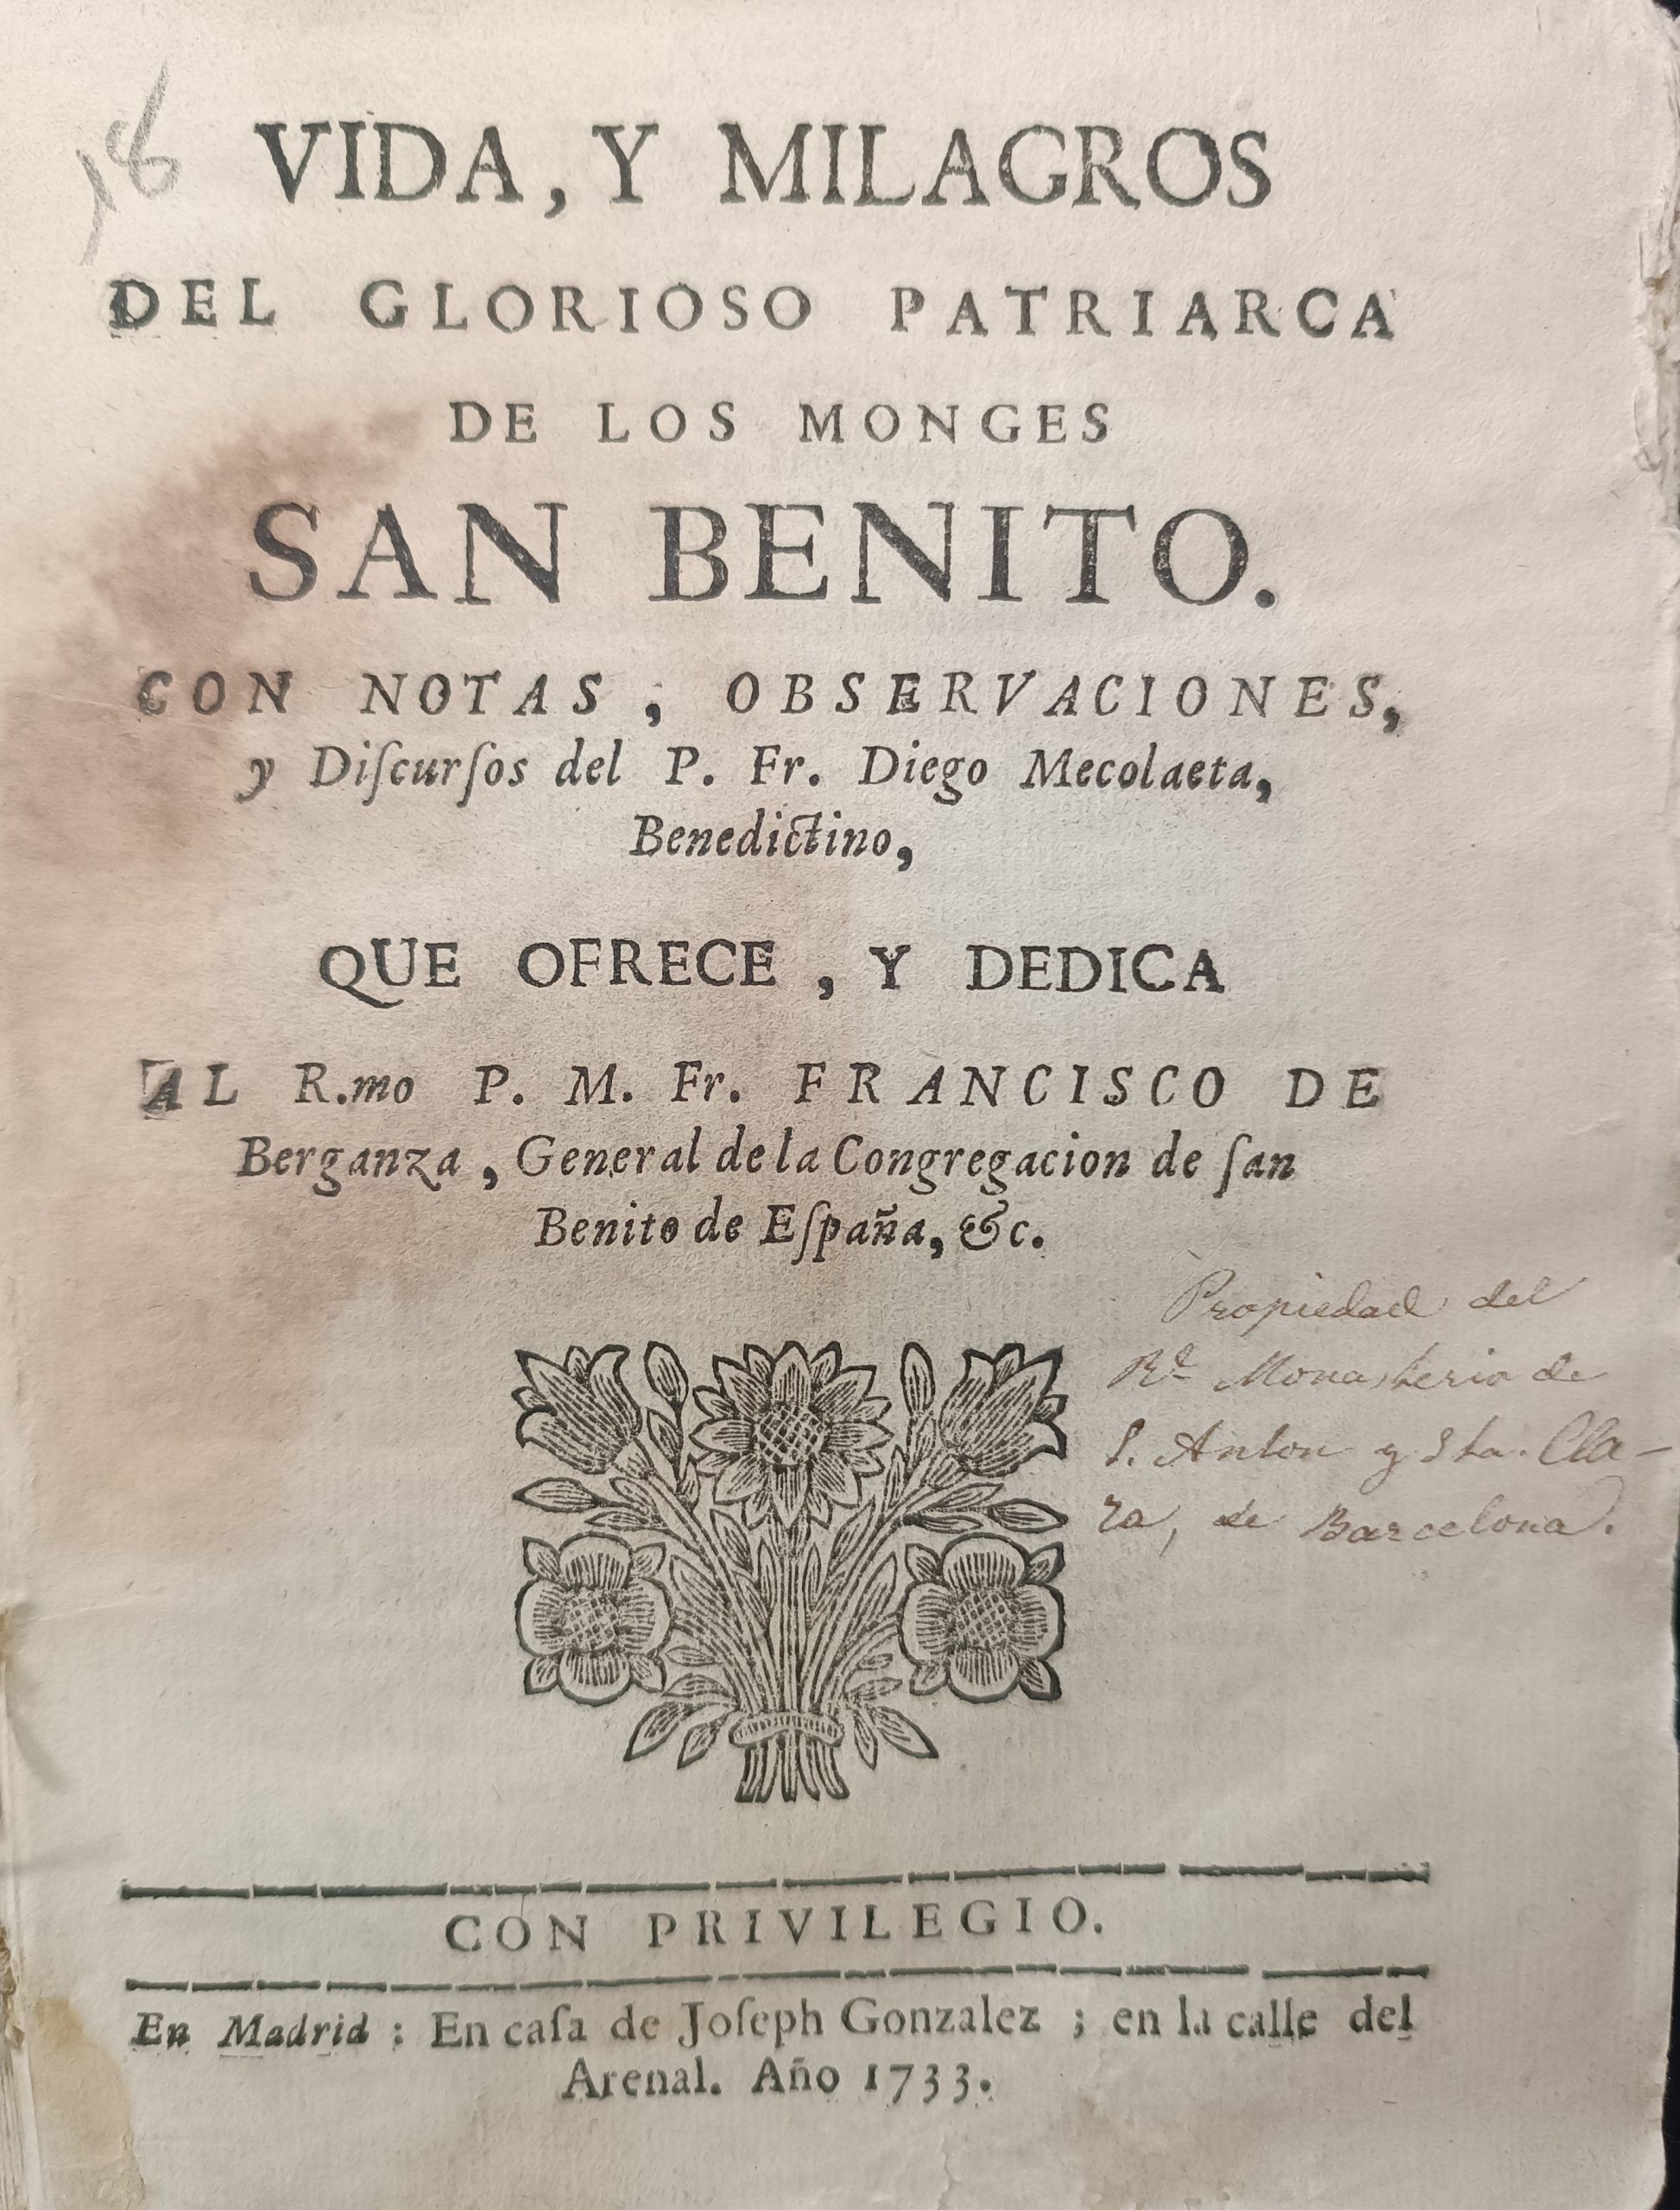 18
VIDA, Y MILAGROS
DEL GLORIOSO PATRIARCA
DE LOS MONGES
SAN BENITO.
CON NOTAS, OBSERVACIONES,
y Diſcurſos del P. Fr. Diego Mecolaeta,
Benedictino,
QUE OFRECE, Y DEDICA
AL R.mo P. M. Fr. FRANCISCO DE
Berganza, General de la Congregacion de ſan
Benito de Eſpaña, &c.
Propiedad del
Rl Monasterio de
S. Anton y Sta. Cla-
ra, de Barcelona.
CON PRIVILEGIO.
En Madrid: En caſa de Joſeph Gonzalez; en la calle del
Arenal. Año 1733.